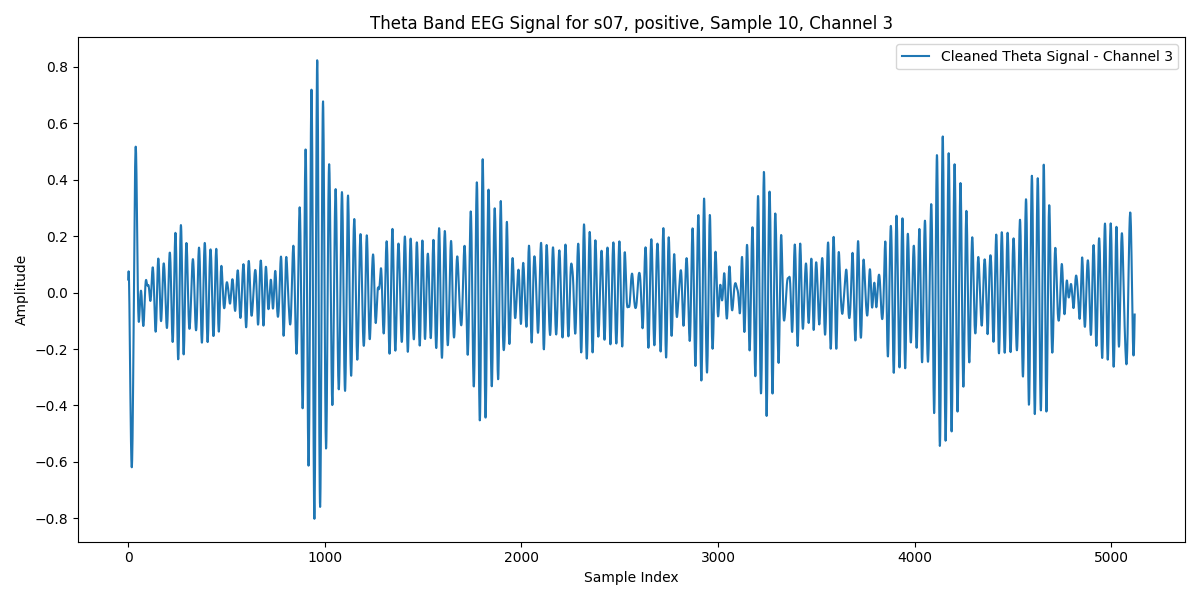 Theta Band EEG Signal for s07, positive, Sample 10, Channel 3
Cleaned Theta Signal - Channel 3
Amplitude
0.8
0.6
0.4
0.2
0.0
−0.2
−0.4
−0.6
−0.8
0 1000 2000 3000 4000 5000
Sample Index